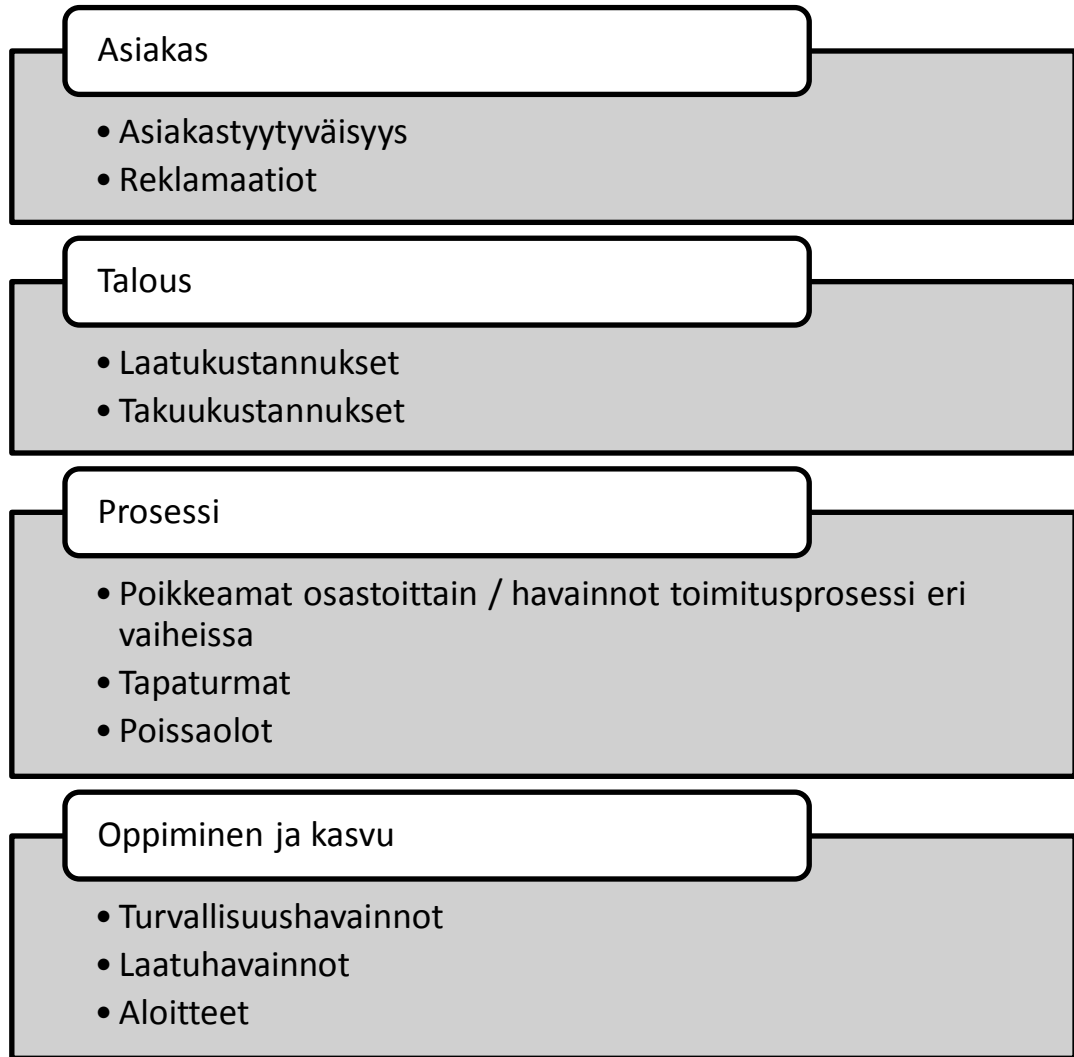 Asiakas
• Asiakastyytyväisyys
• Reklamaatiot
Talous
• Laatukustannukset
• Takuukustannukset
Prosessi
• Poikkeamat osastoittain / havainnot toimitusprosessi eri
vaiheissa
• Tapaturmat
• Poissaolot
Oppiminen ja kasvu
• Turvallisuushavainnot
• Laatuhavainnot
• Aloitteet